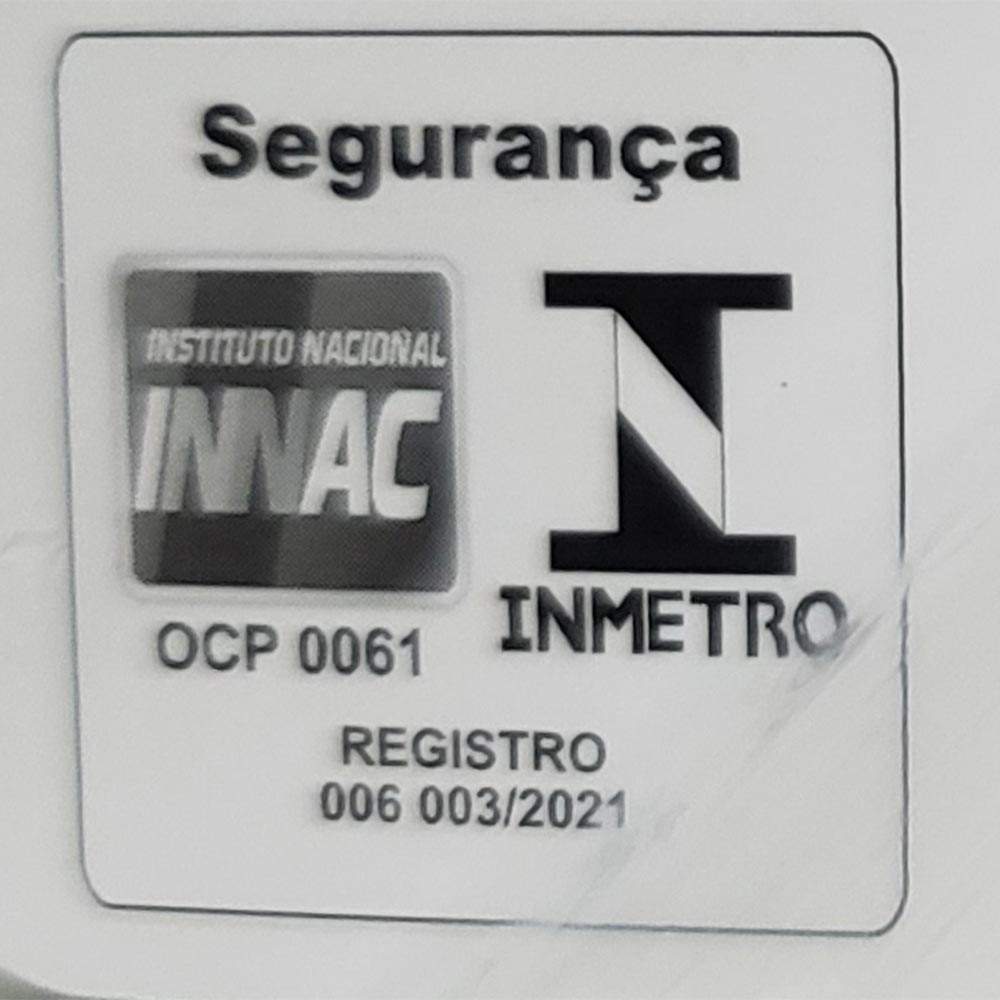 Segurança
INSTITUTO NACIONAL
INNAC
OCP 0061
INMETRO
REGISTRO
006 003/2021